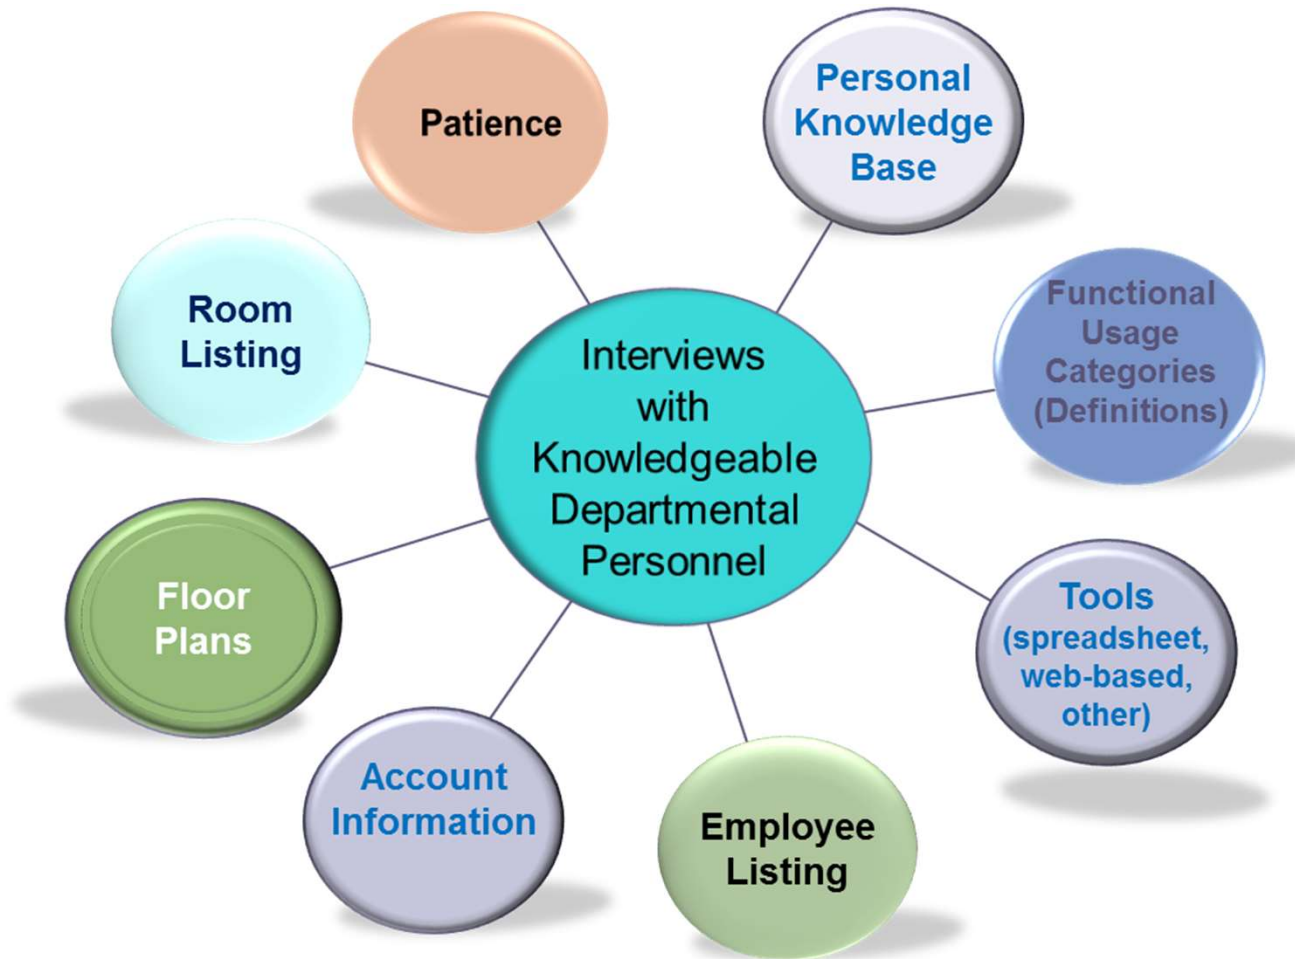 Patience
Personal
Knowledge
Base
Room
Listing
Functional
Usage
Categories
(Definitions)
Interviews
with
Knowledgeable
Departmental
Personnel
Floor
Plans
Tools
(spreadsheet,
web-based,
other)
Account
Information
Employee
Listing